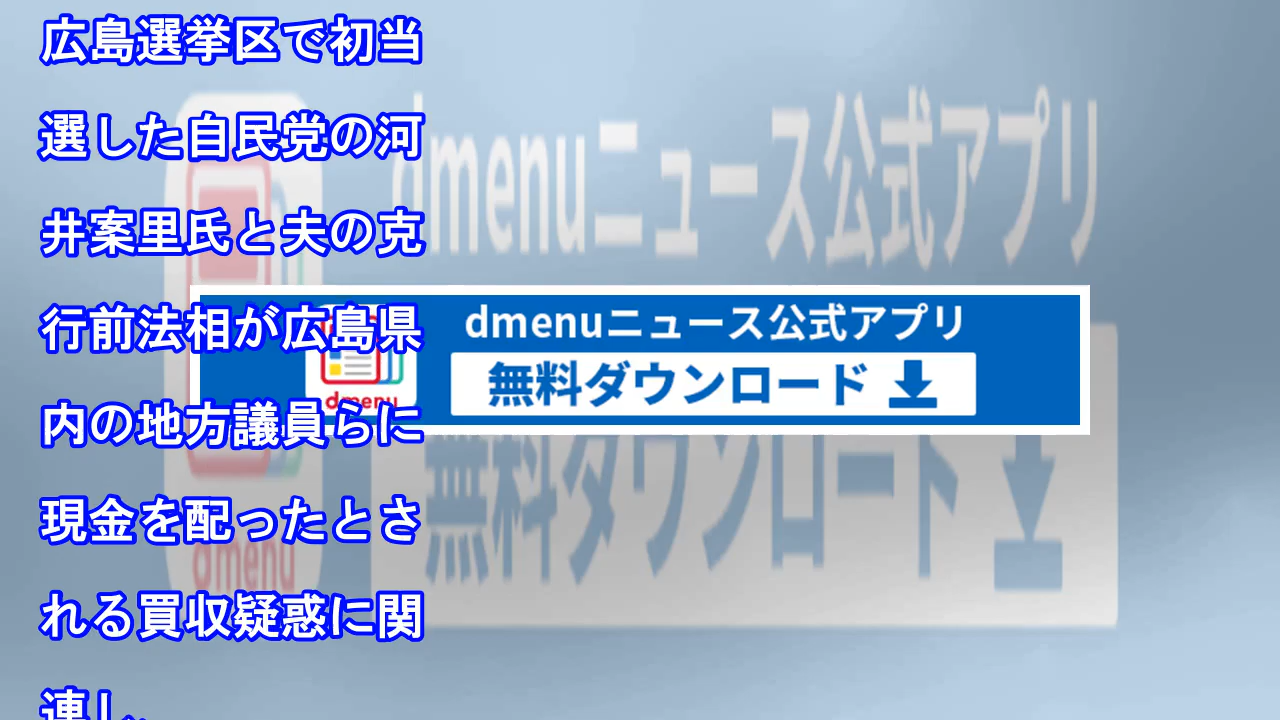 広島選挙区で初当
選した自民党の河
井案里氏と夫の克
行前法相が広島県
内の地方議員らに
現金を配ったとさ
れる買収疑惑に関
連し、
dmenuニュース公式アプリ
無料ダウンロード
dmenu
dmenuニュース公式アプリ
無料ダウンロード
dmenu